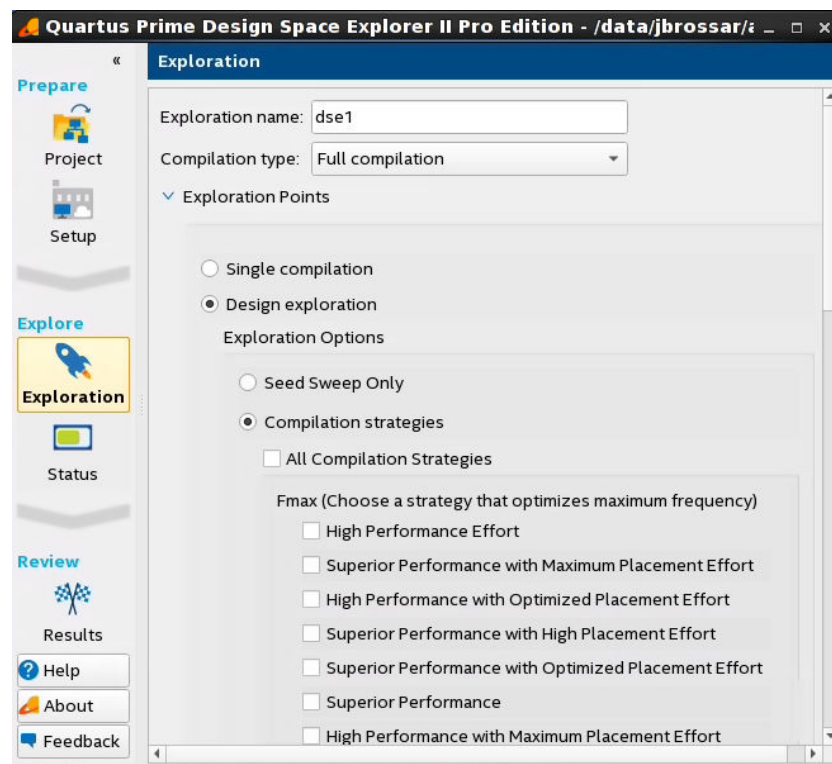 Quartus Prime Design Space Explorer II Pro Edition - /data/jbrossar/
«
Prepare
Project
Setup
Explore
Exploration
Status
Review
Results
Help
About
Feedback
Exploration
Exploration name: dse1
Compilation type: Full compilation
Exploration Points
Single compilation
Design exploration
Exploration Options
Seed Sweep Only
Compilation strategies
All Compilation Strategies
Fmax (Choose a strategy that optimizes maximum frequency)
High Performance Effort
Superior Performance with Maximum Placement Effort
High Performance with Optimized Placement Effort
Superior Performance with High Placement Effort
Superior Performance with Optimized Placement Effort
Superior Performance
High Performance with Maximum Placement Effort